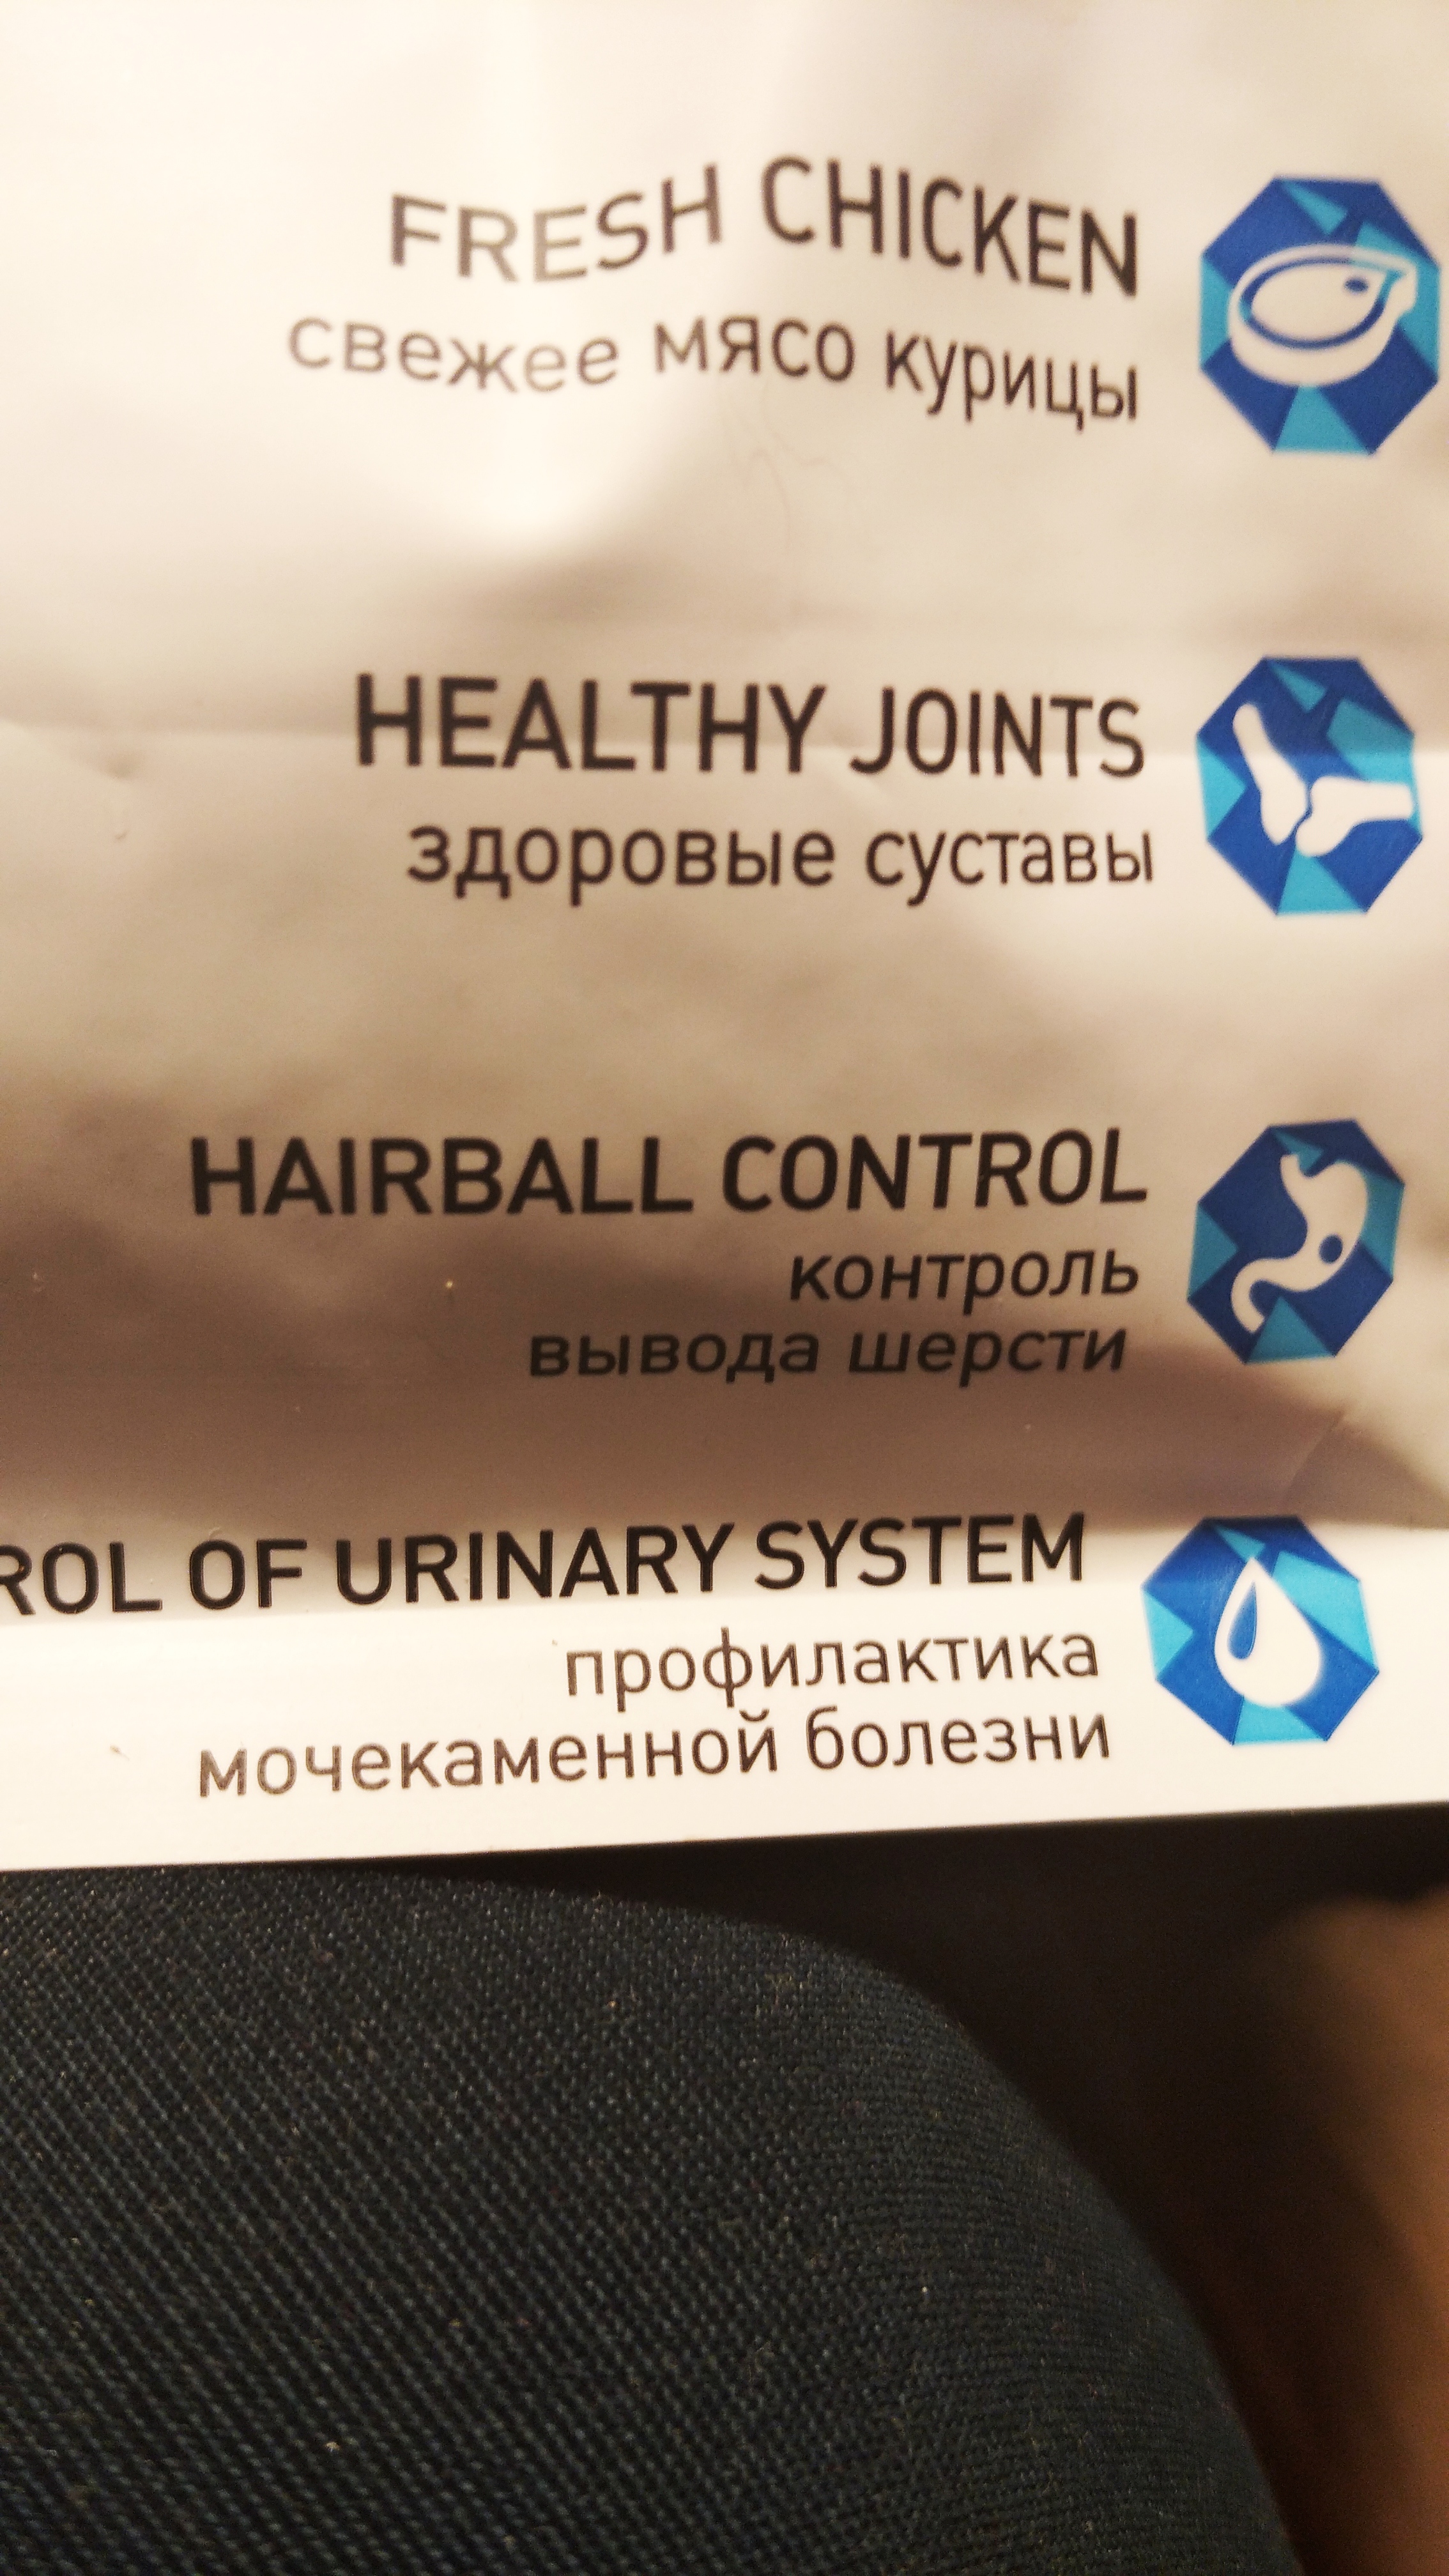 FRESH CHICKEN
свежее мясо курицы
HEALTHY JOINTS
здоровые суставы
HAIRBALL CONTROL
контроль
вывода шерсти
ROL OF URINARY SYSTEM
профилактика
мочекаменной болезни